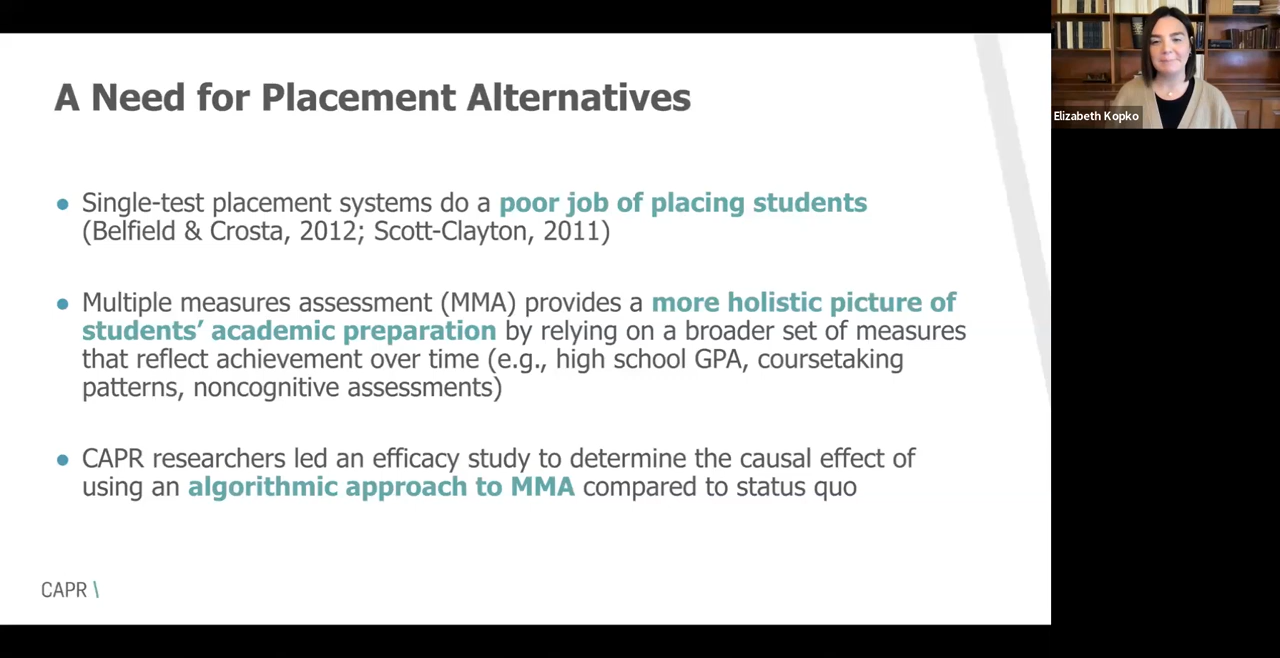 A Need for Placement Alternatives
● Single-test placement systems do a poor job of placing students
(Belfield & Crosta, 2012; Scott-Clayton, 2011)
● Multiple measures assessment (MMA) provides a more holistic picture of
students’ academic preparation by relying on a broader set of measures
that reflect achievement over time (e.g., high school GPA, coursetaking
patterns, noncognitive assessments)
● CAPR researchers led an efficacy study to determine the causal effect of
using an algorithmic approach to MMA compared to status quo
CAPR \
Elizabeth Kopko